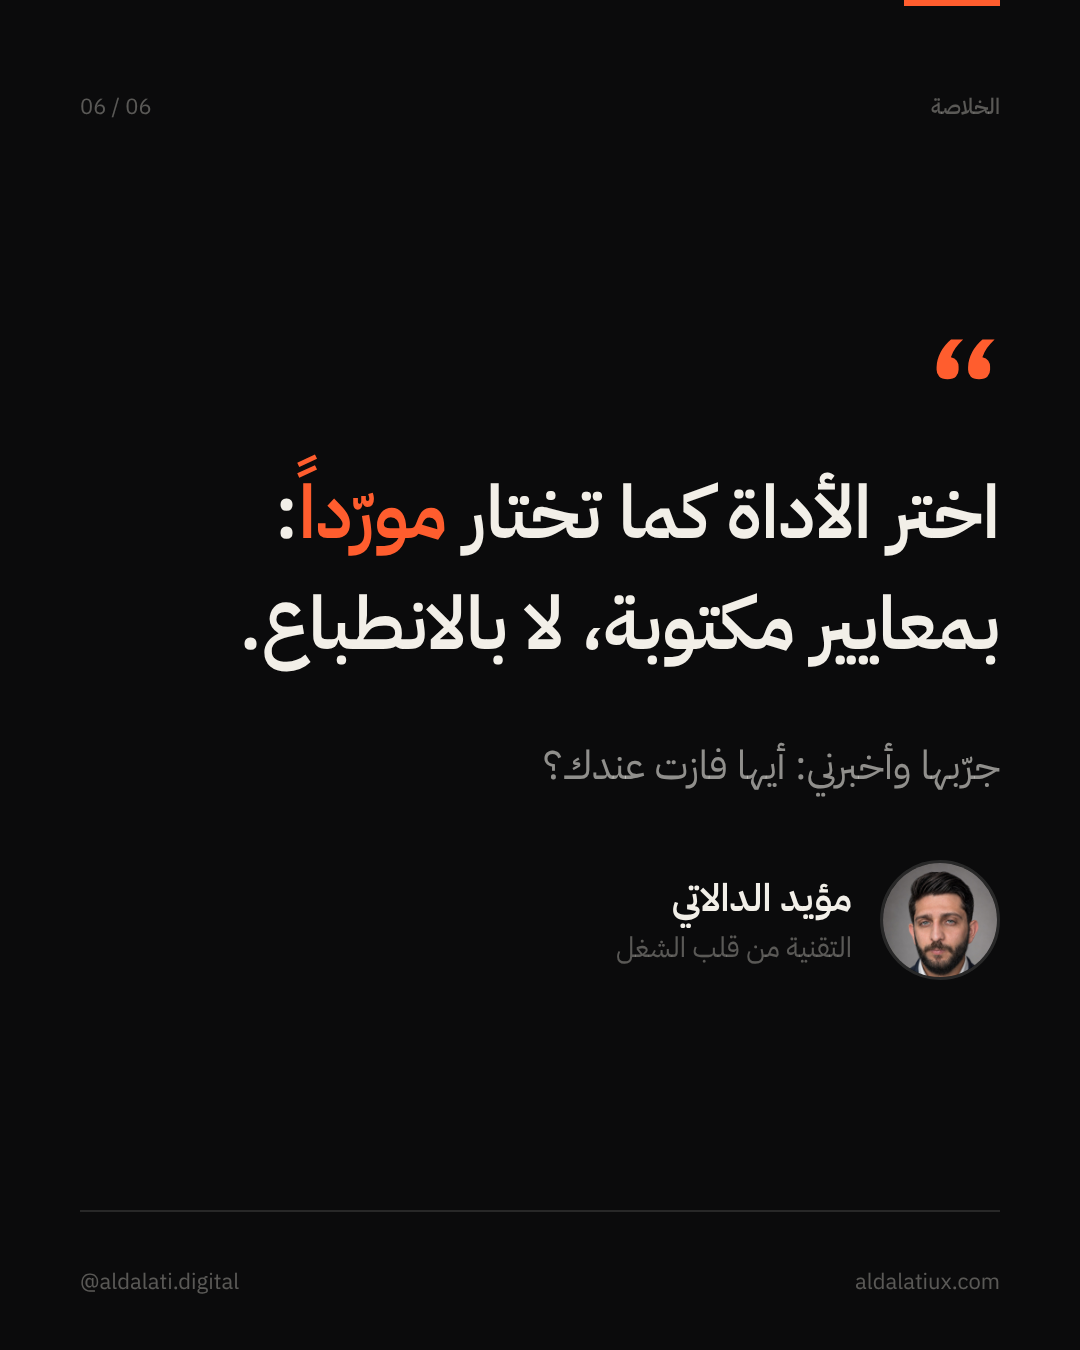 الخلاصة
06 / 06
“
اختر الأداة كما تختار مورّداً:
بمعايير مكتوبة، لا بالانطباع.
جرّبها وأخبرني: أيها فازت عندك؟
مؤيد الدالاتي
التقنية من قلب الشغل
aldalatiux.com
@aldalati.digital